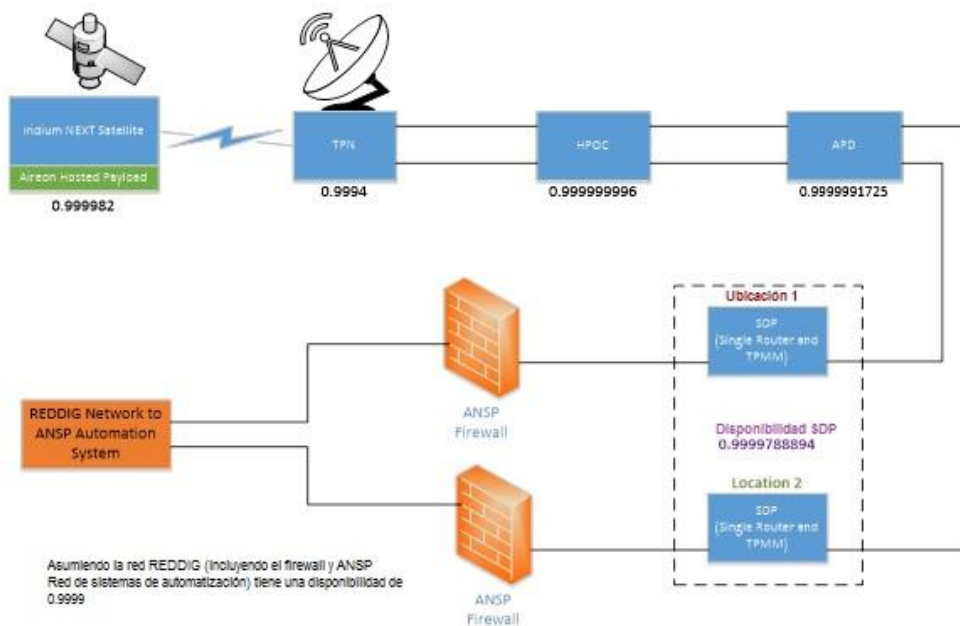 Iridium NEXT Satellite
Aireon Hosted Payload
0.999982
TPN
0.9994
HPOC
0.999999996
APD
0.9999991725
Ubicación 1
SDP
(Single Router and
TPMM)
ANSP
Firewall
REDDIG Network to
ANSP Automation
System
Disponibilidad SDP
0.9999788894
Location 2
SDP
(Single Router and
TPMM)
ANSP
Firewall
Asumiendo la red REDDIG (incluyendo el firewall y ANSP
Red de sistemas de automatización) tiene una disponibilidad de
0.9999